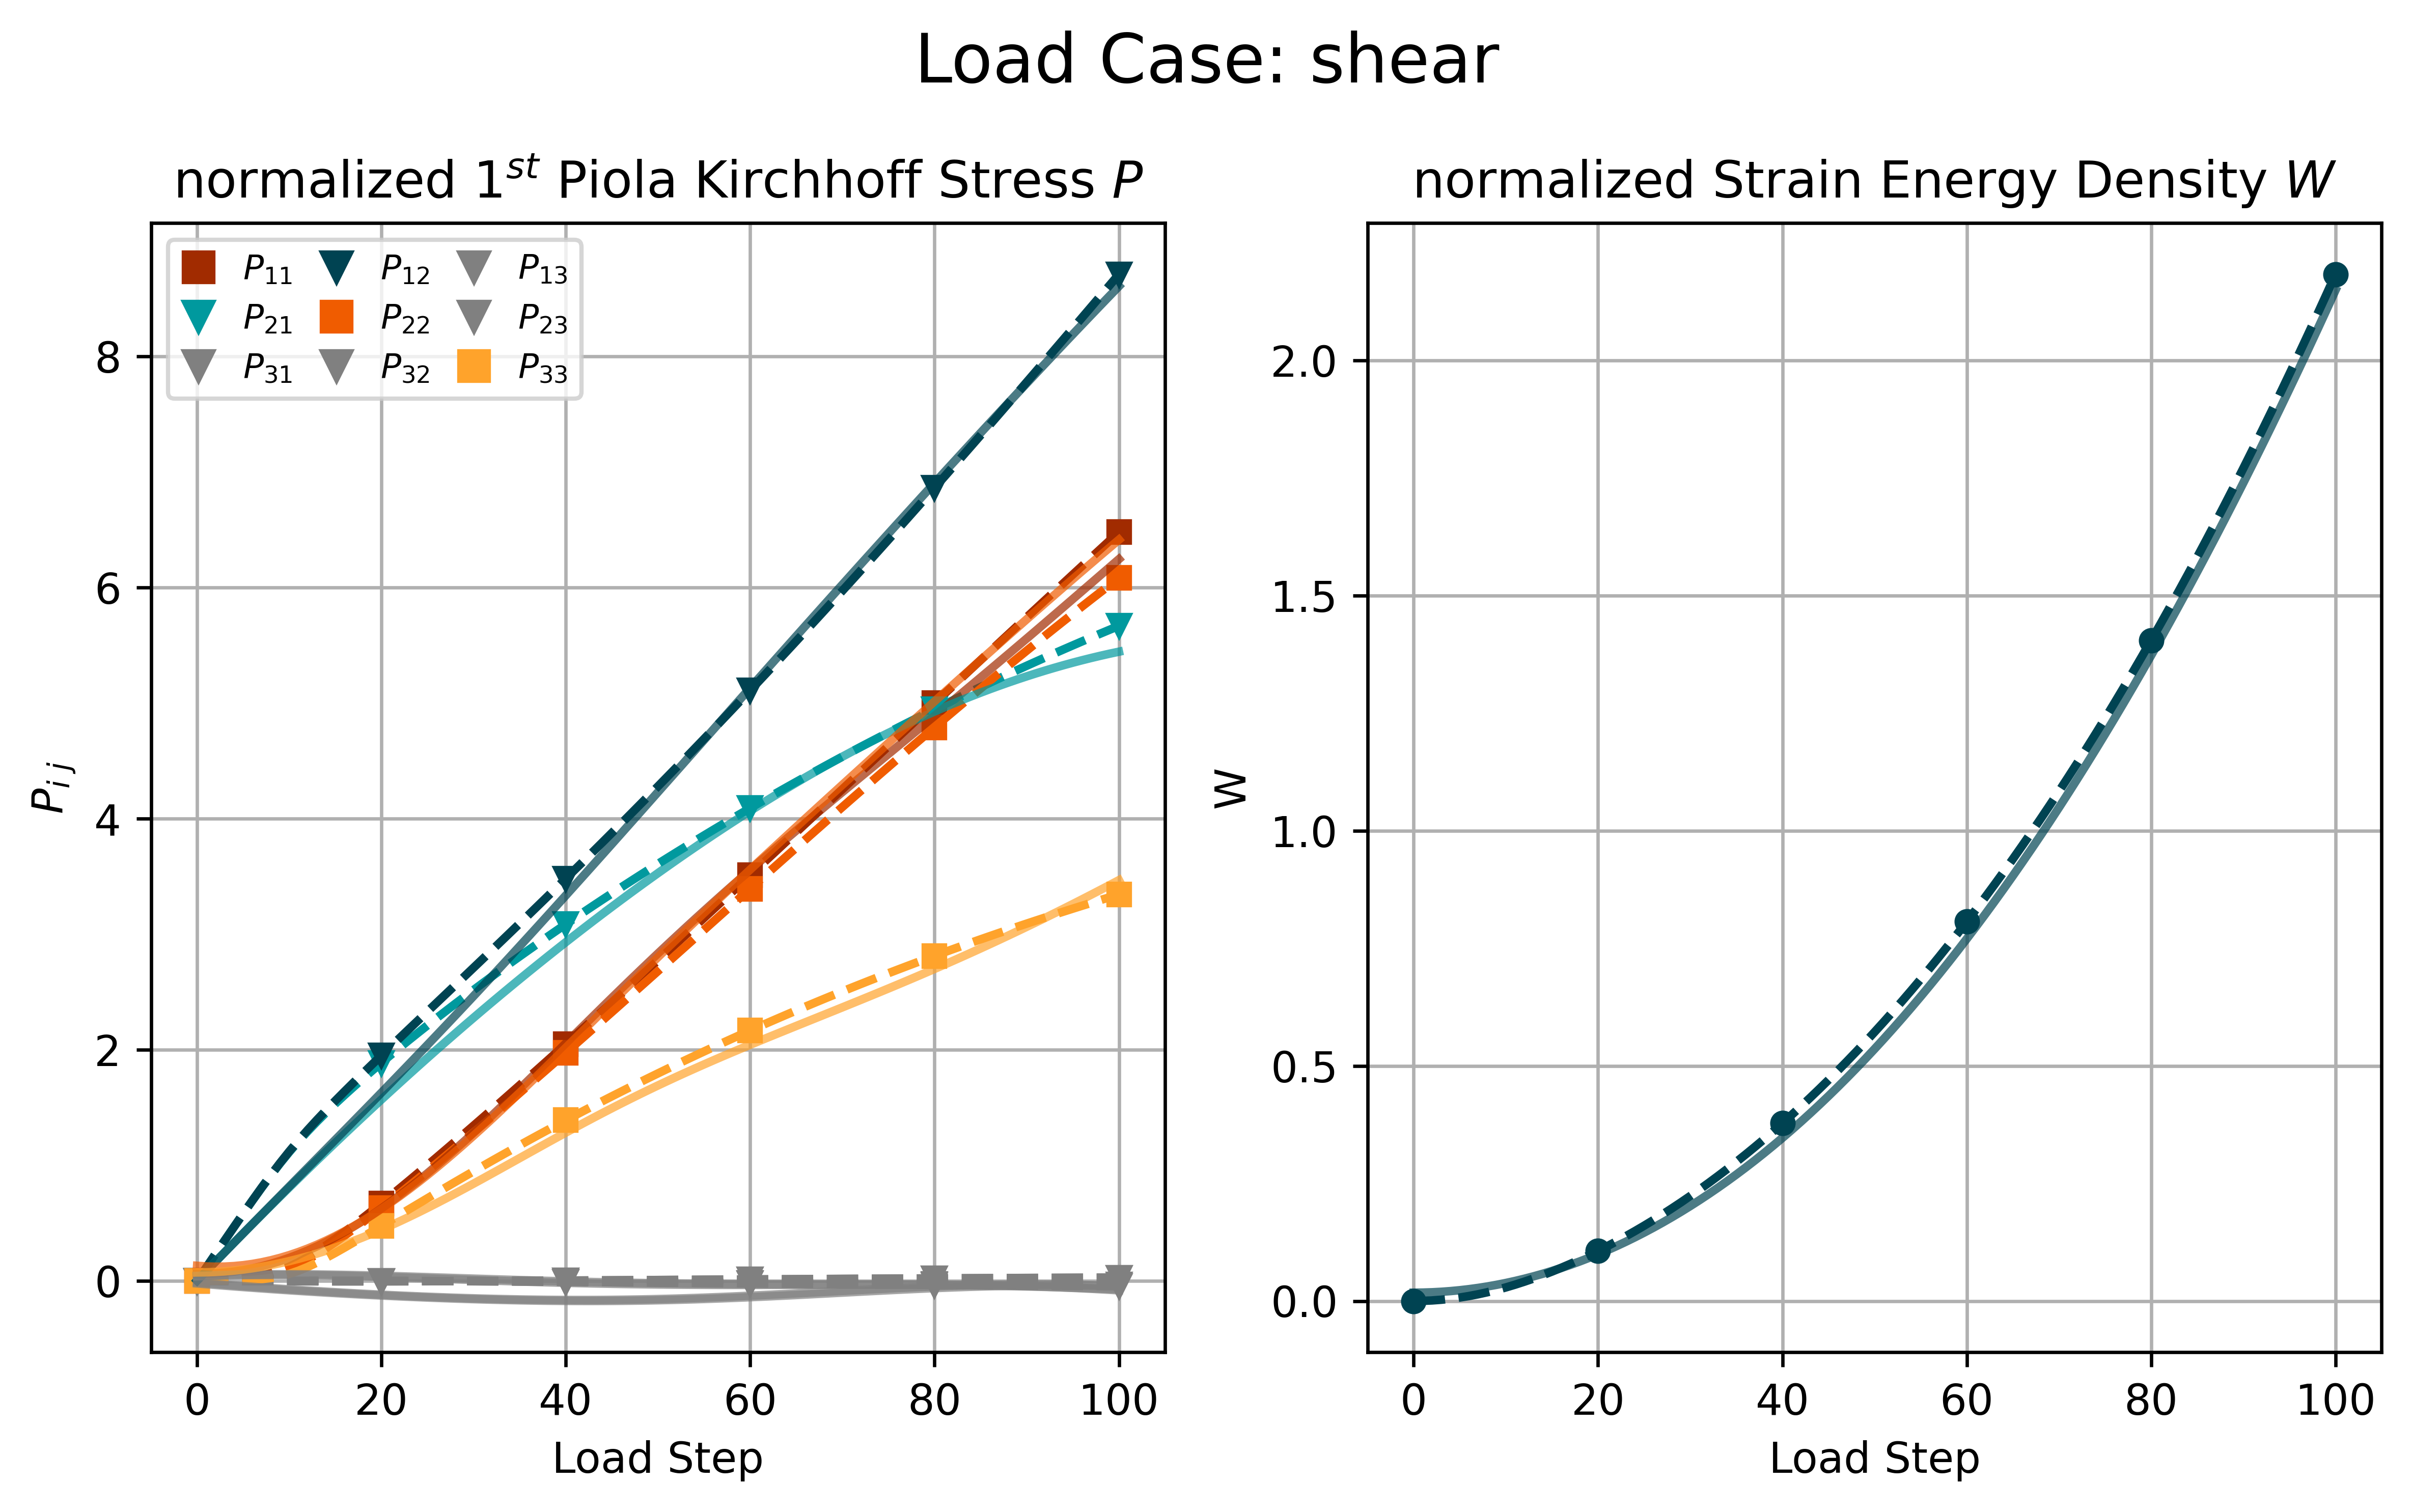 Load Case: shear
normalized 1st Piola Kirchhoff Stress P
P11 P12 P13
P21 P22 P23
P31 P32 P33
8
6
4
2
0
Pi j
0 20 40 60 80 100
Load Step
normalized Strain Energy Density W
2.0
1.5
1.0
0.5
0.0
W
0 20 40 60 80 100
Load Step